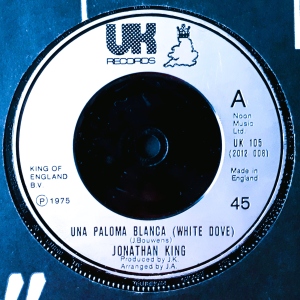 UK
RECORDS
A
Noon
Music
Ltd
UK 105
(2012 008)
KING OF
ENGLAND
B.V.
Made in
England
℗ 1975
45
UNA PALOMA BLANCA (WHITE DOVE)
(J.Bouwens)
JONATHAN KING
Produced by J.K.
Arranged by J.A.